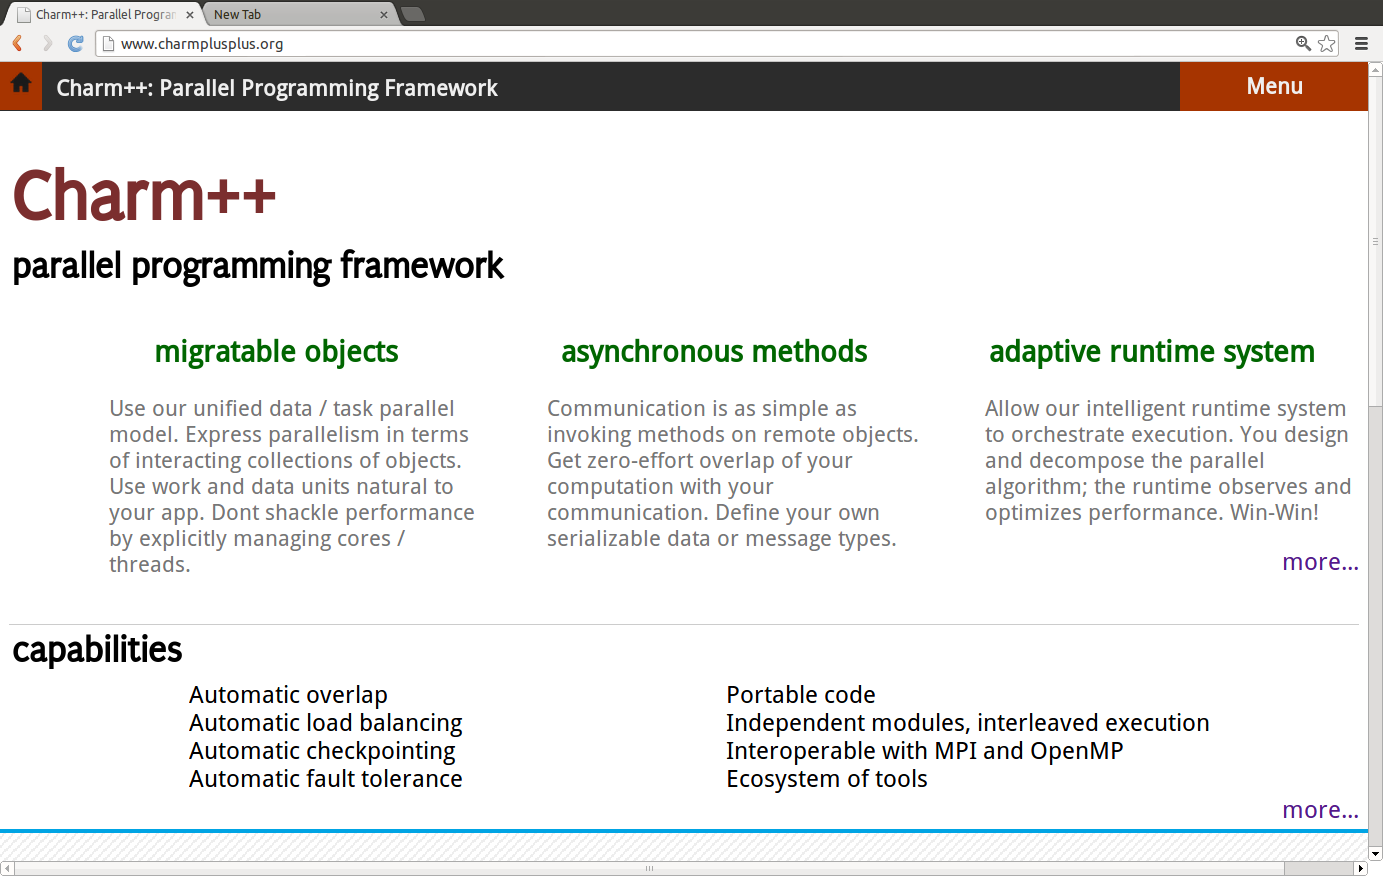 Charm++: Parallel Program
New Tab
www.charmplusplus.org
Charm++: Parallel Programming Framework
Menu
Charm++
parallel programming framework
migratable objects
Use our unified data / task parallel
model. Express parallelism in terms
of interacting collections of objects.
Use work and data units natural to
your app. Dont shackle performance
by explicitly managing cores /
threads.
asynchronous methods
Communication is as simple as
invoking methods on remote objects.
Get zero-effort overlap of your
computation with your
communication. Define your own
serializable data or message types.
adaptive runtime system
Allow our intelligent runtime system
to orchestrate execution. You design
and decompose the parallel
algorithm; the runtime observes and
optimizes performance. Win-Win!
more...
capabilities
Automatic overlap
Automatic load balancing
Automatic checkpointing
Automatic fault tolerance
Portable code
Independent modules, interleaved execution
Interoperable with MPI and OpenMP
Ecosystem of tools
more...